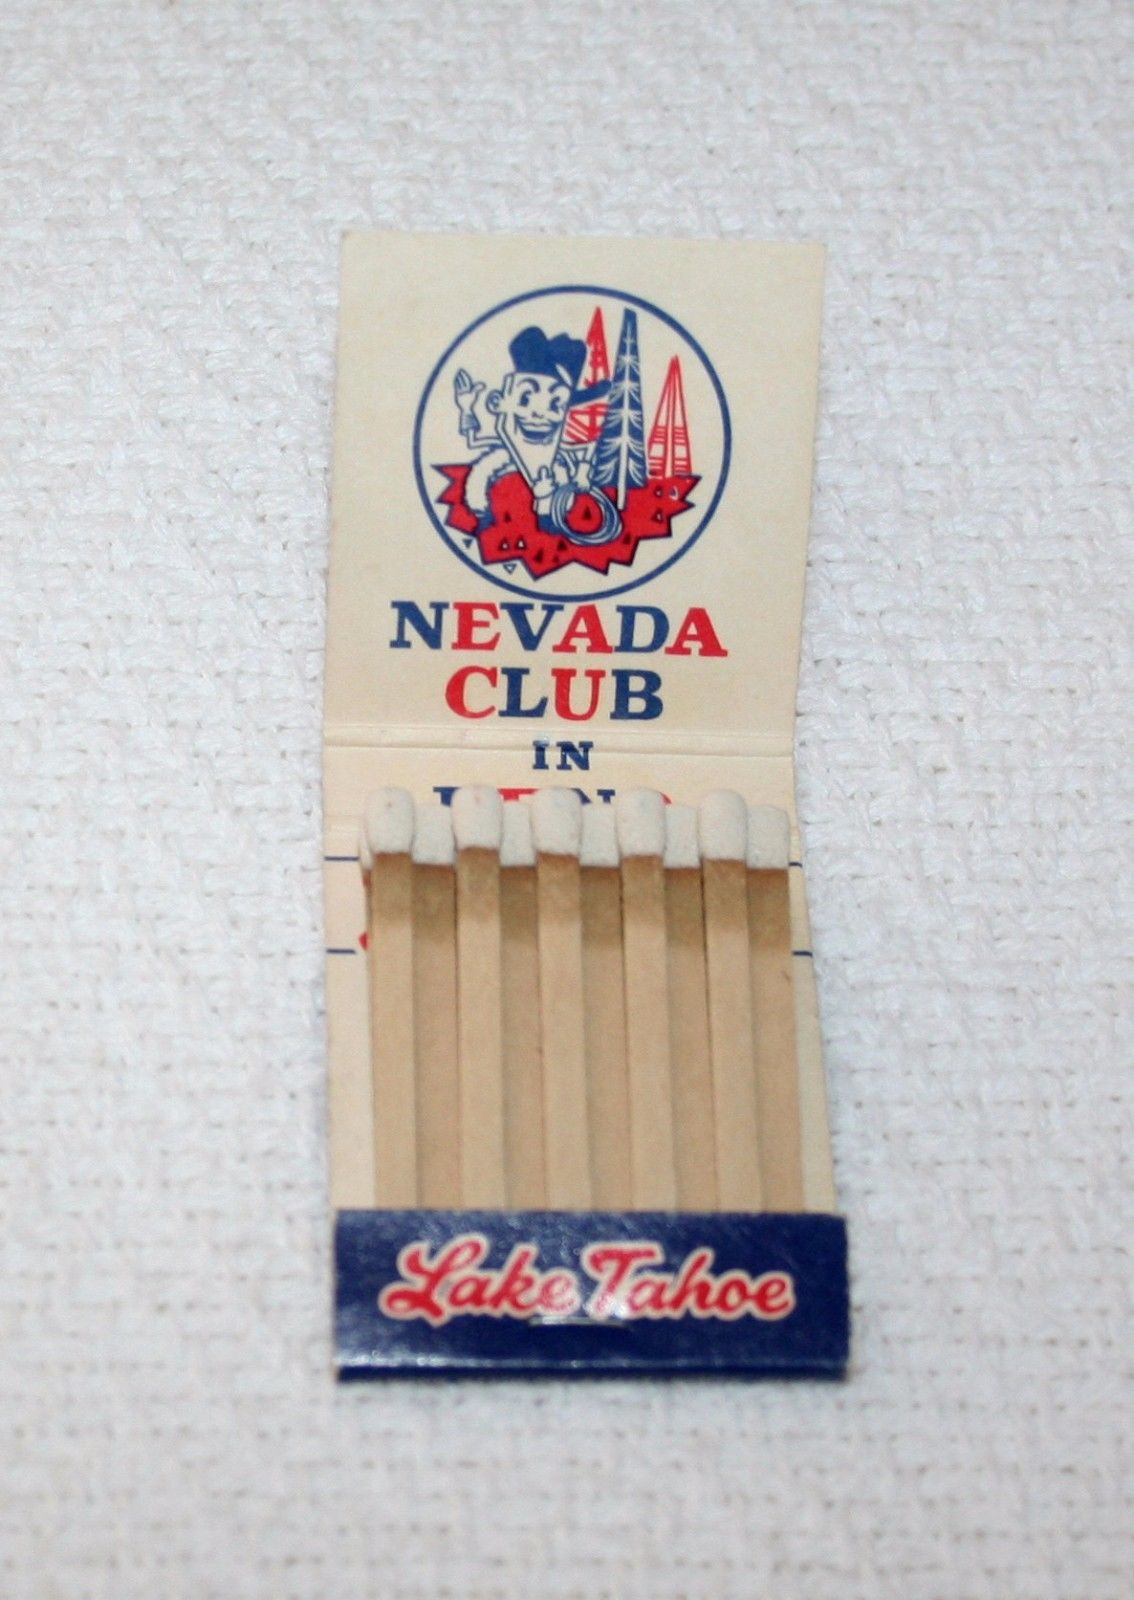 NEVADA
CLUB
IN
Lake Tahoe